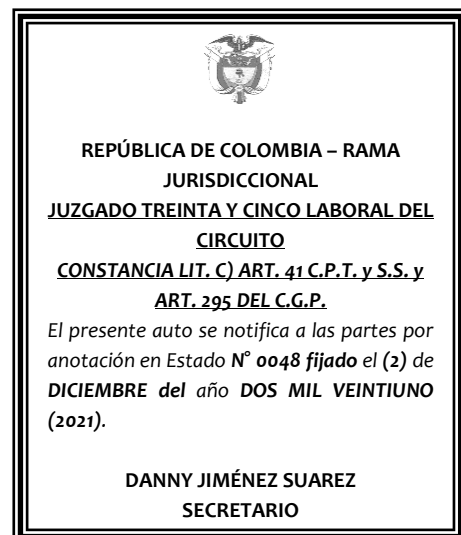 REPÚBLICA DE COLOMBIA – RAMA
JURISDICCIONAL
JUZGADO TREINTA Y CINCO LABORAL DEL
CIRCUITO
CONSTANCIA LIT. C) ART. 41 C.P.T. y S.S. y
ART. 295 DEL C.G.P.
El presente auto se notifica a las partes por
anotación en Estado N° 0048 fijado el (2) de
DICIEMBRE del año DOS MIL VEINTIUNO
(2021).
DANNY JIMÉNEZ SUAREZ
SECRETARIO